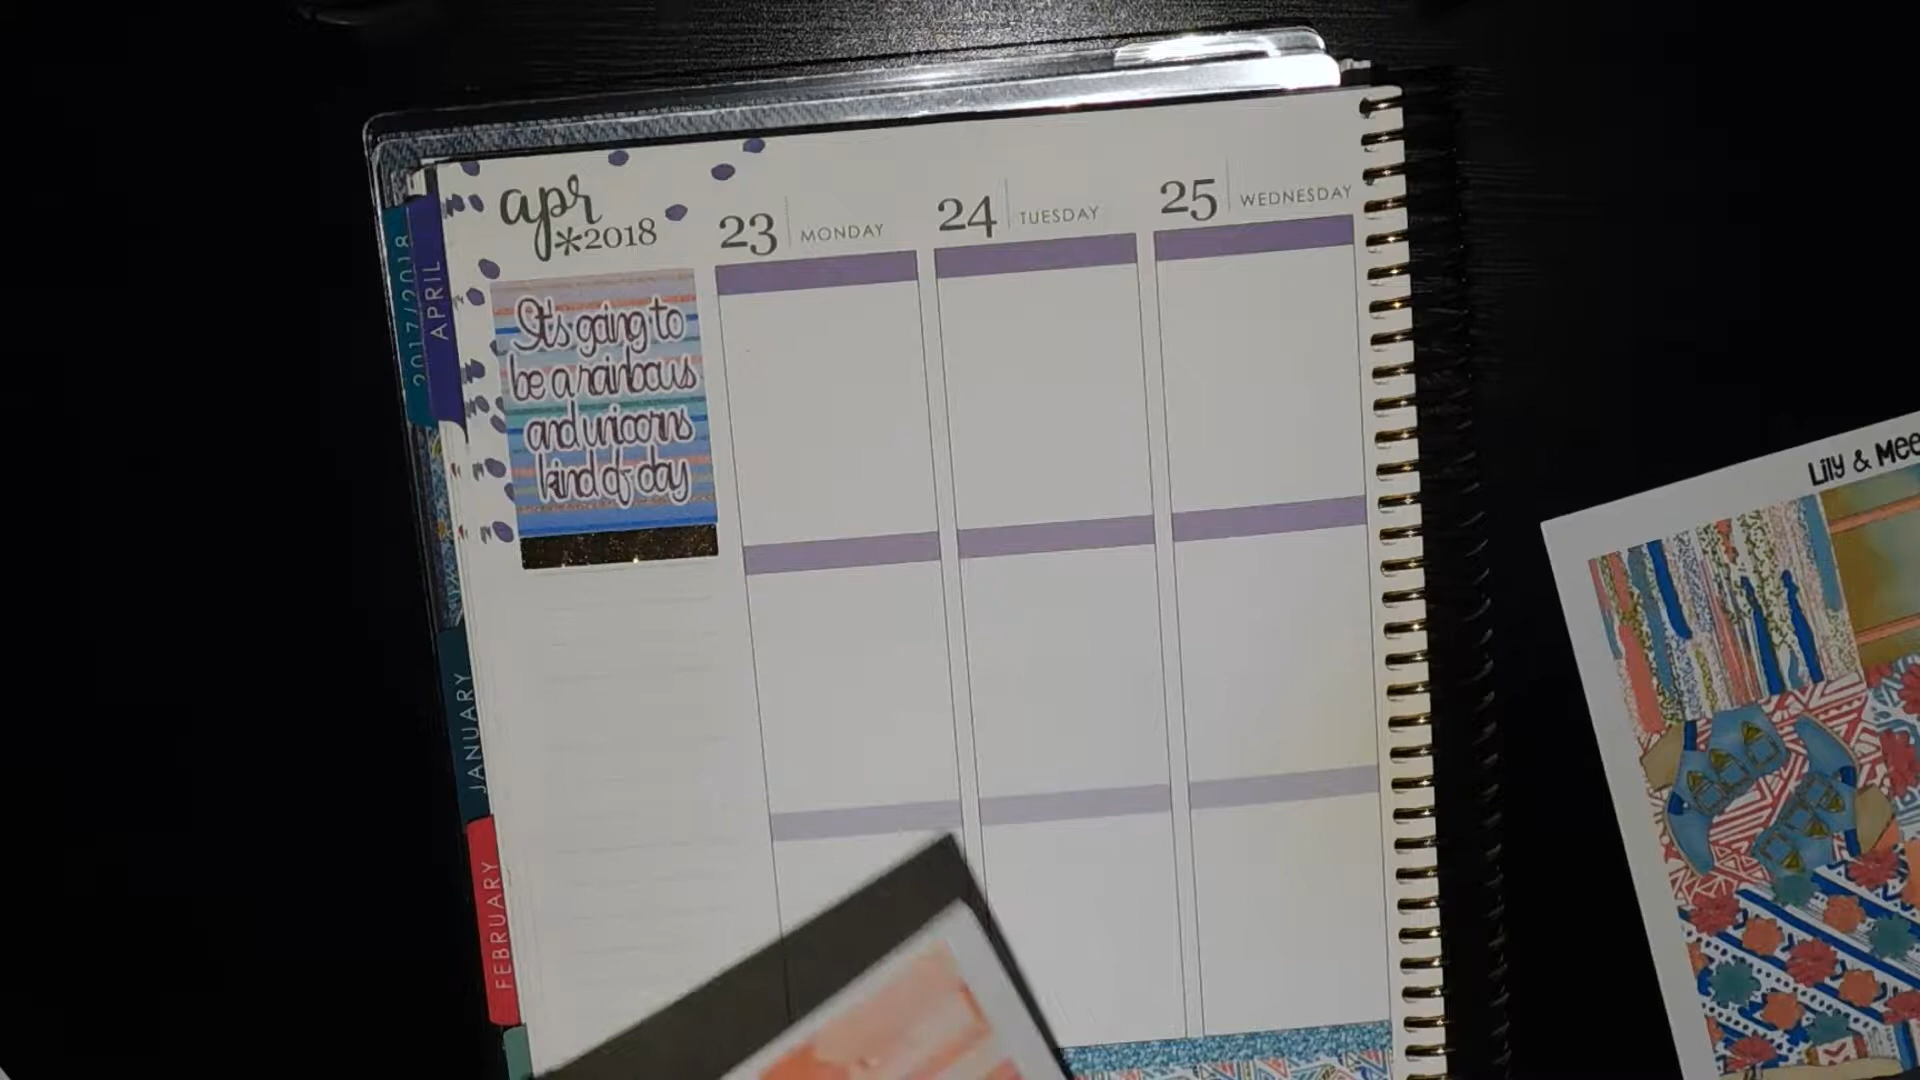 apr
*2018
23 MONDAY
24 TUESDAY
25 WEDNESDAY
It's going to
be a rainbows
and unicorns
kind of day
2017/2018
APRIL
JANUARY
FEBRUARY
Lily &